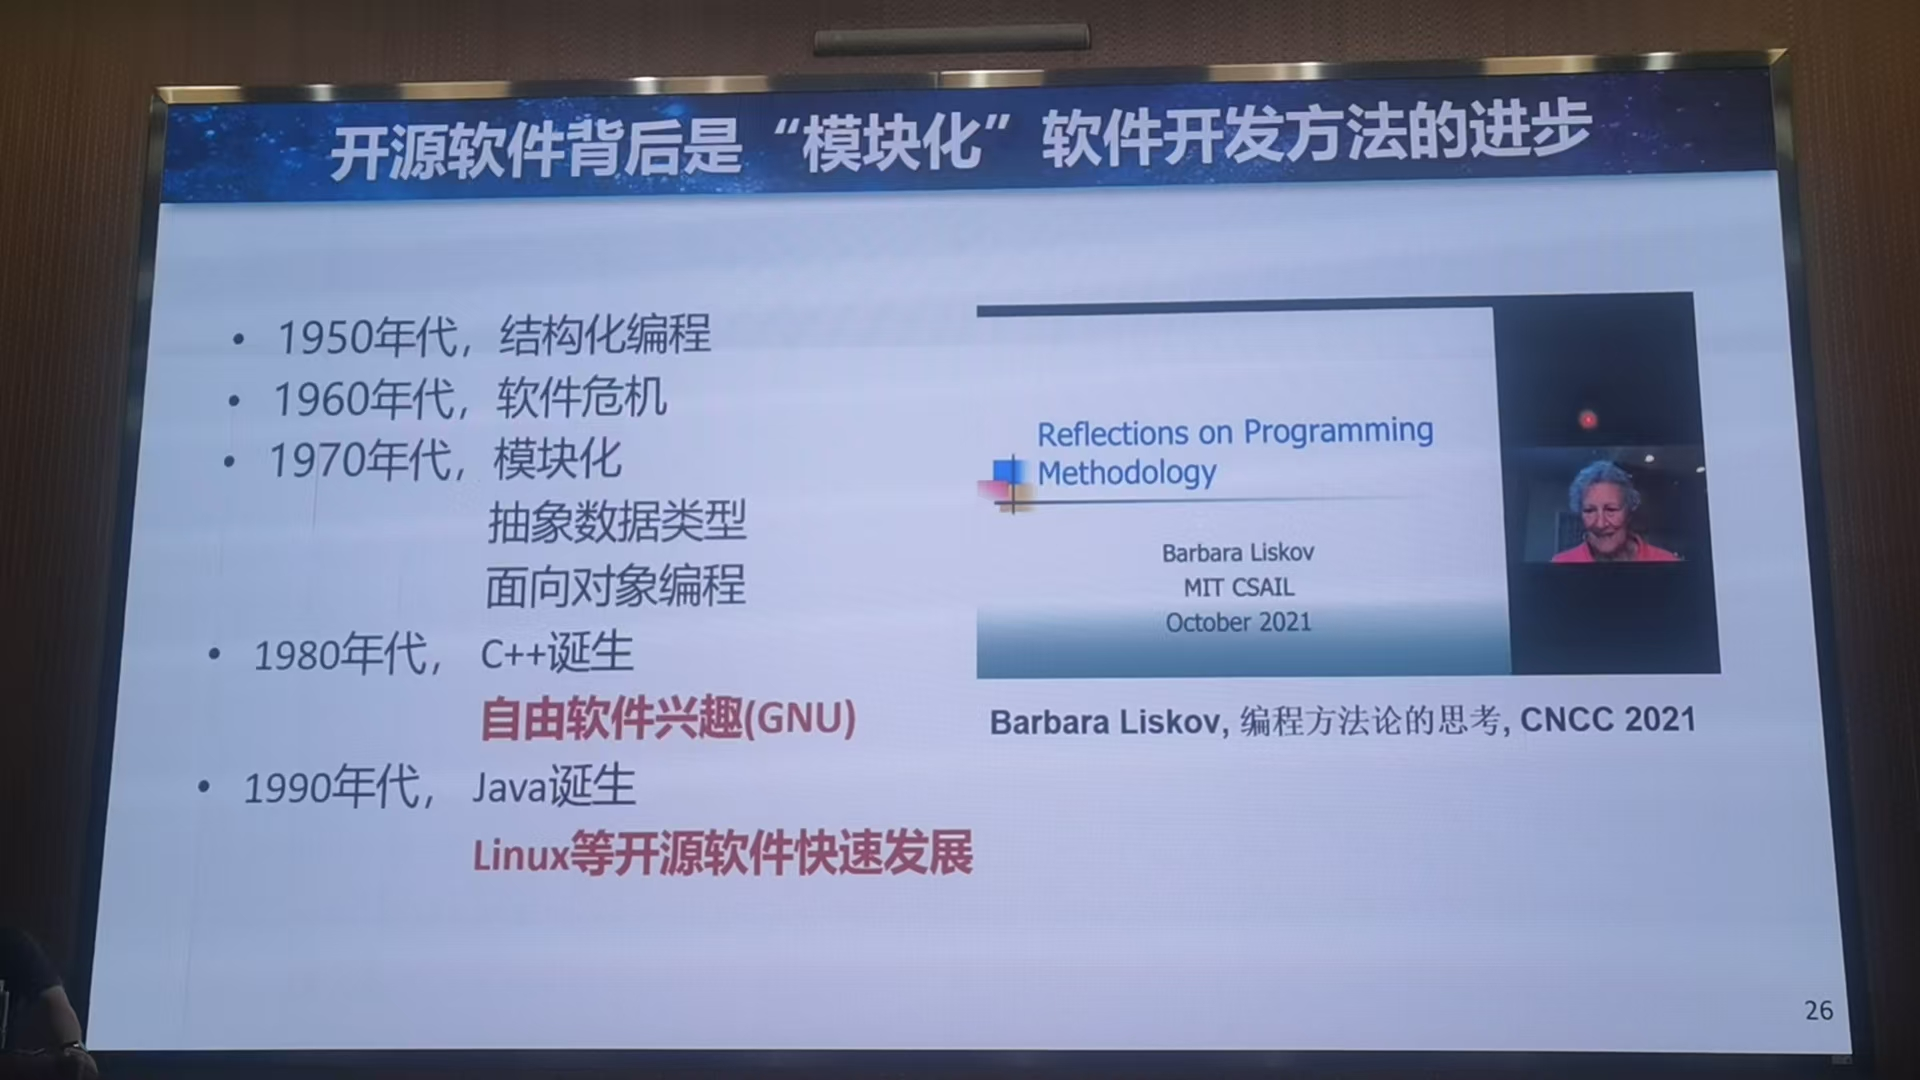 开源软件背后是“模块化”软件开发方法的进步
• 1950年代，结构化编程
• 1960年代，软件危机
• 1970年代，模块化
抽象数据类型
面向对象编程
• 1980年代， C++诞生
自由软件兴趣(GNU)
• 1990年代， Java诞生
Linux等开源软件快速发展
Reflections on Programming
Methodology
Barbara Liskov
MIT CSAIL
October 2021
Barbara Liskov, 编程方法论的思考, CNCC 2021
26